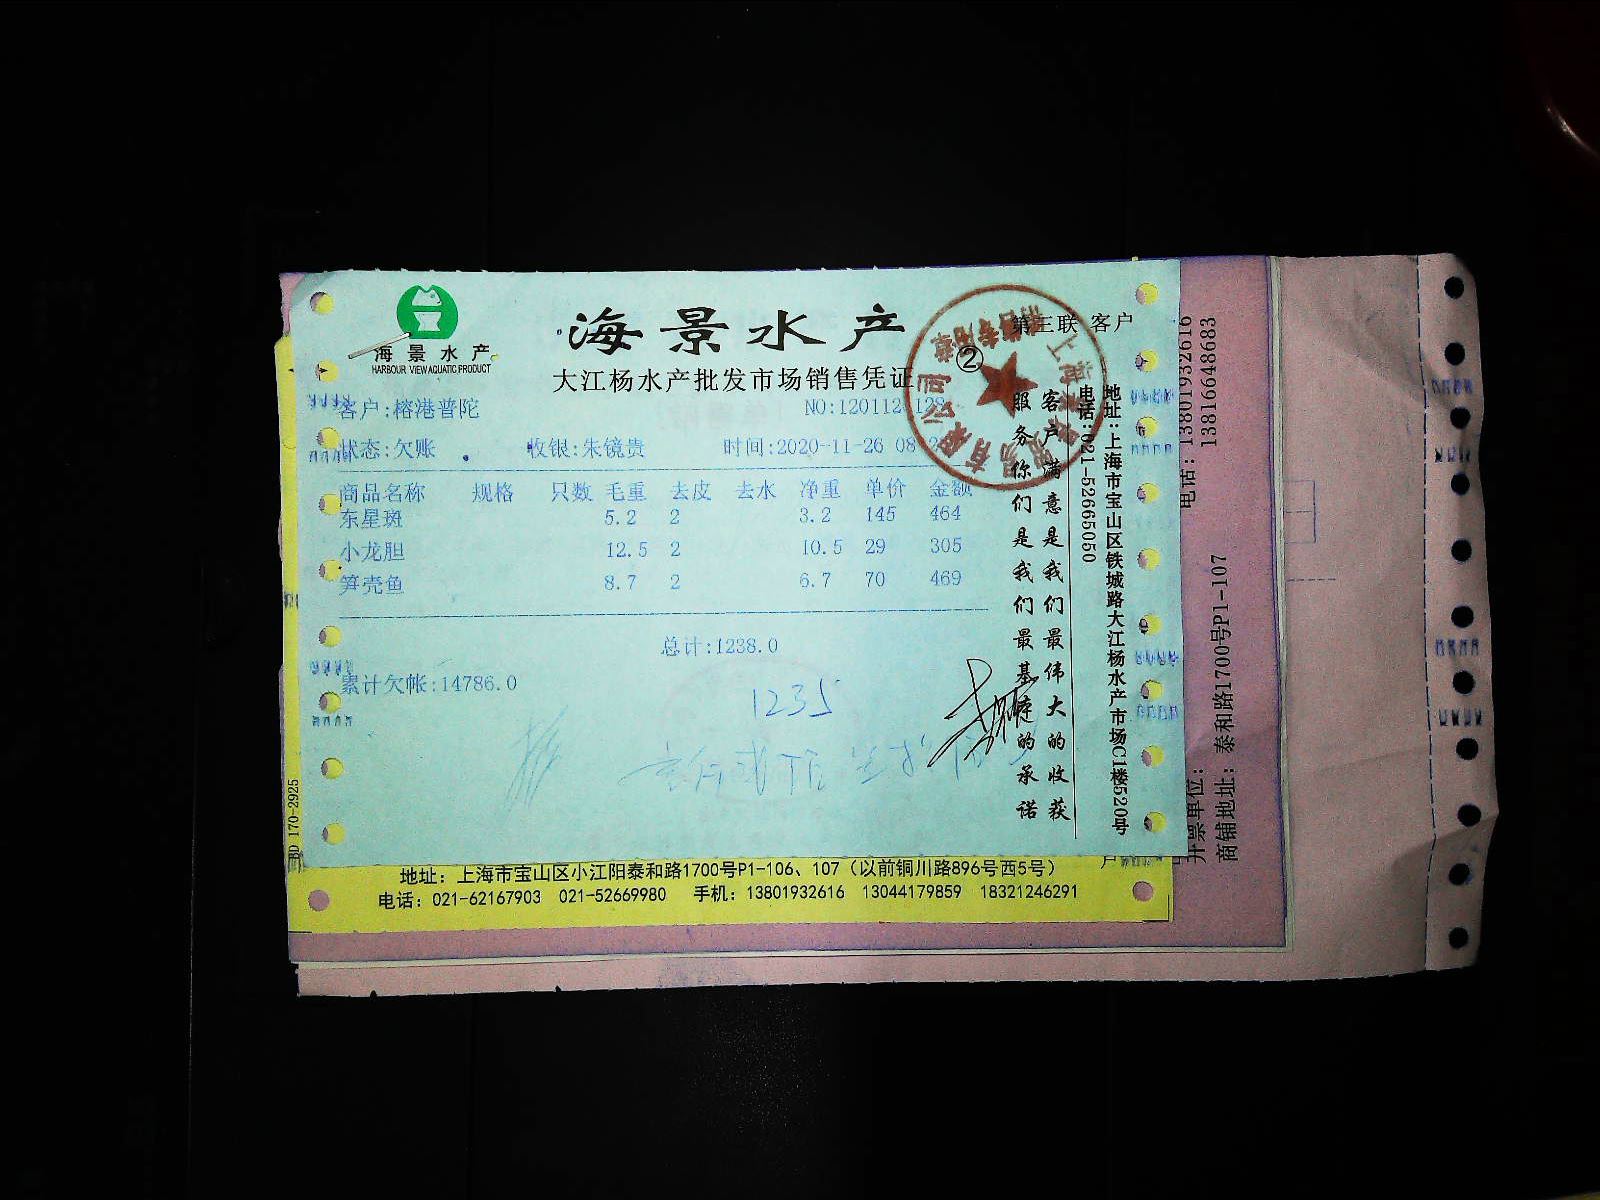 海景水产
HARBOUR VIEW AQUATIC PRODUCT
海景水产
大江杨水产批发市场销售凭证
②
第三联 客户
客户:榕港普陀
状态:欠账 收银:朱镜贵 时间:2020-11-26 08
商品名称 规格 只数 毛重 去皮 去水 净重 单价 金额
东星斑 5.2 2 3.2 145 464
小龙胆 12.5 2 10.5 29 305
笋壳鱼 8.7 2 6.7 70 469
总计:1238.0
累计欠帐:14786.0
1235
客户满意是我们最伟大的收获
服务你们是我们最基连的承诺
地址:上海市宝山区铁城路大江杨水产市场C1楼520号
电话:021-52665050
电话: 13801932616
13816648683
开票单位:
商铺地址: 泰和路1700号P1-107
170-2925
地址: 上海市宝山区小江阳泰和路1700号P1-106、107 (以前铜川路896号西5号)
电话: 021-62167903 021-52669980 手机: 13801932616 13044179859 18321246291